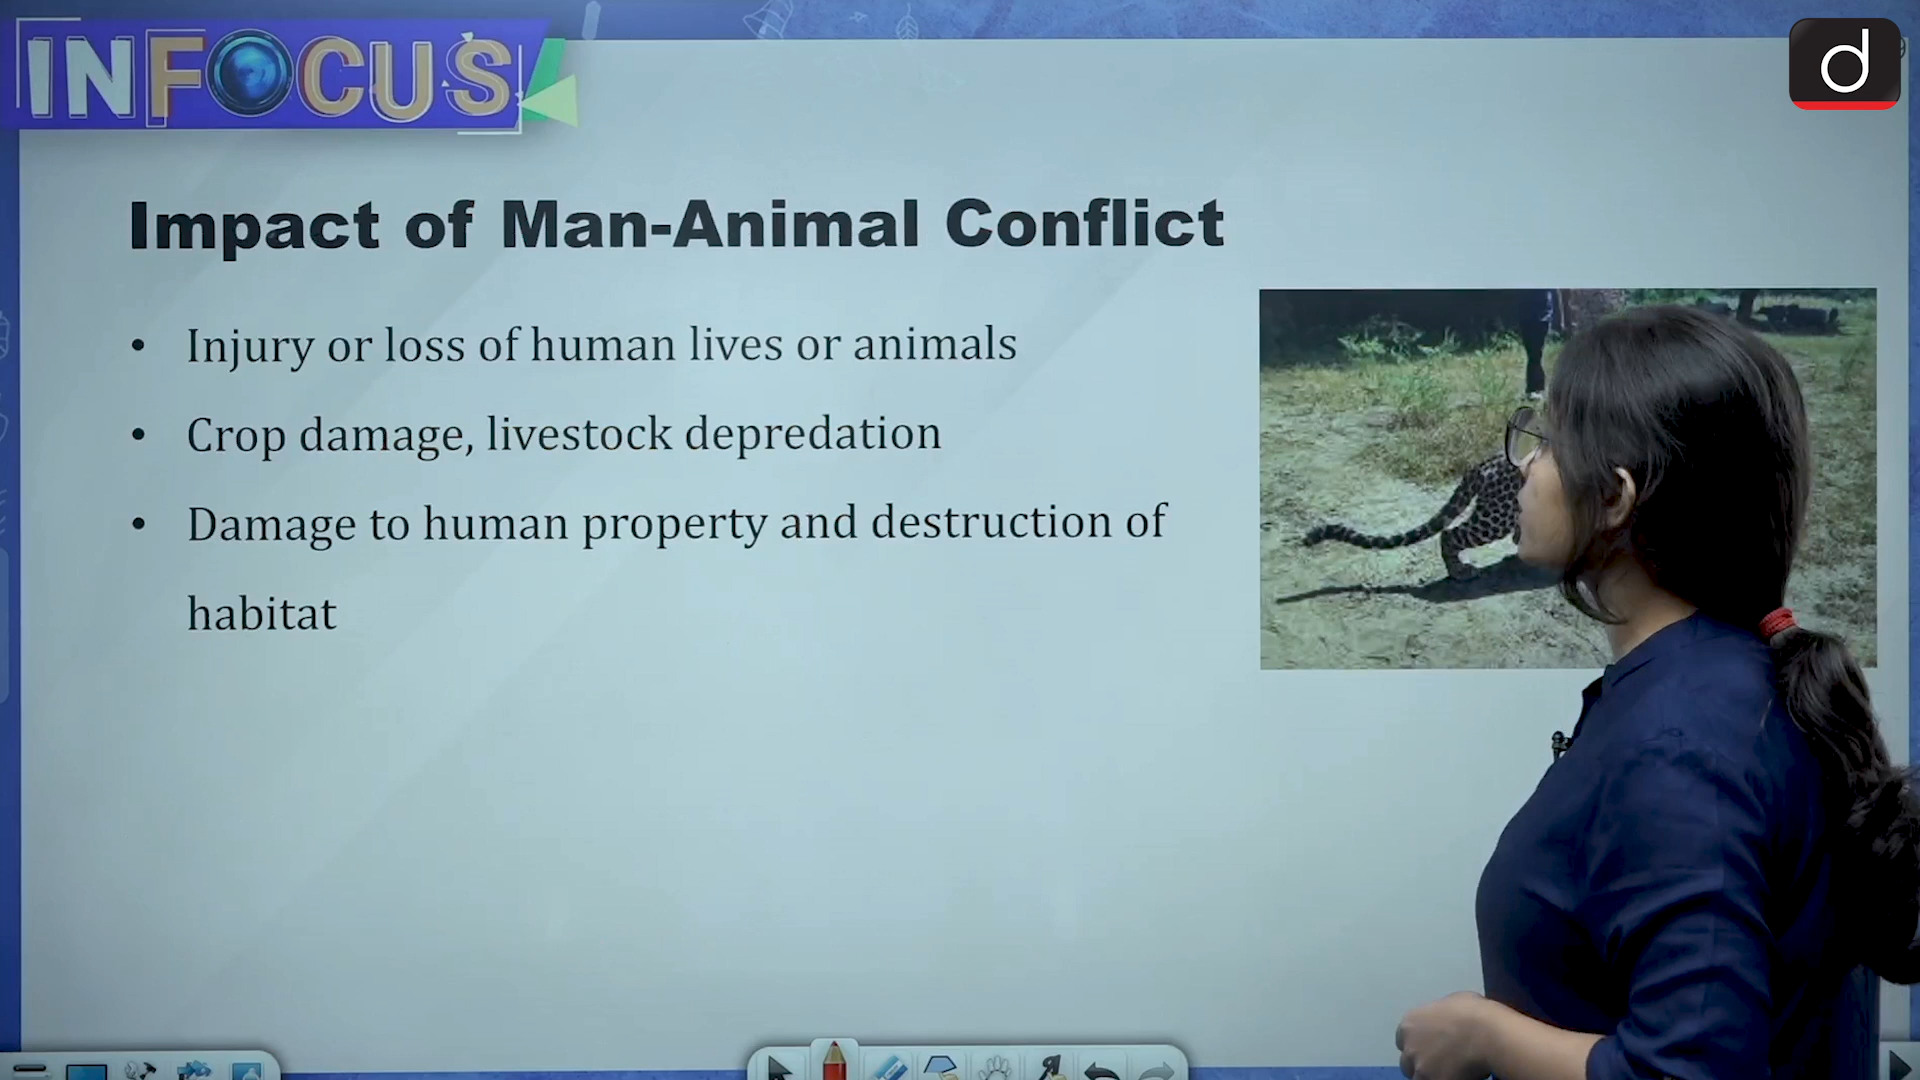 INFOCUS
d
Impact of Man-Animal Conflict
• Injury or loss of human lives or animals
• Crop damage, livestock depredation
• Damage to human property and destruction of
habitat